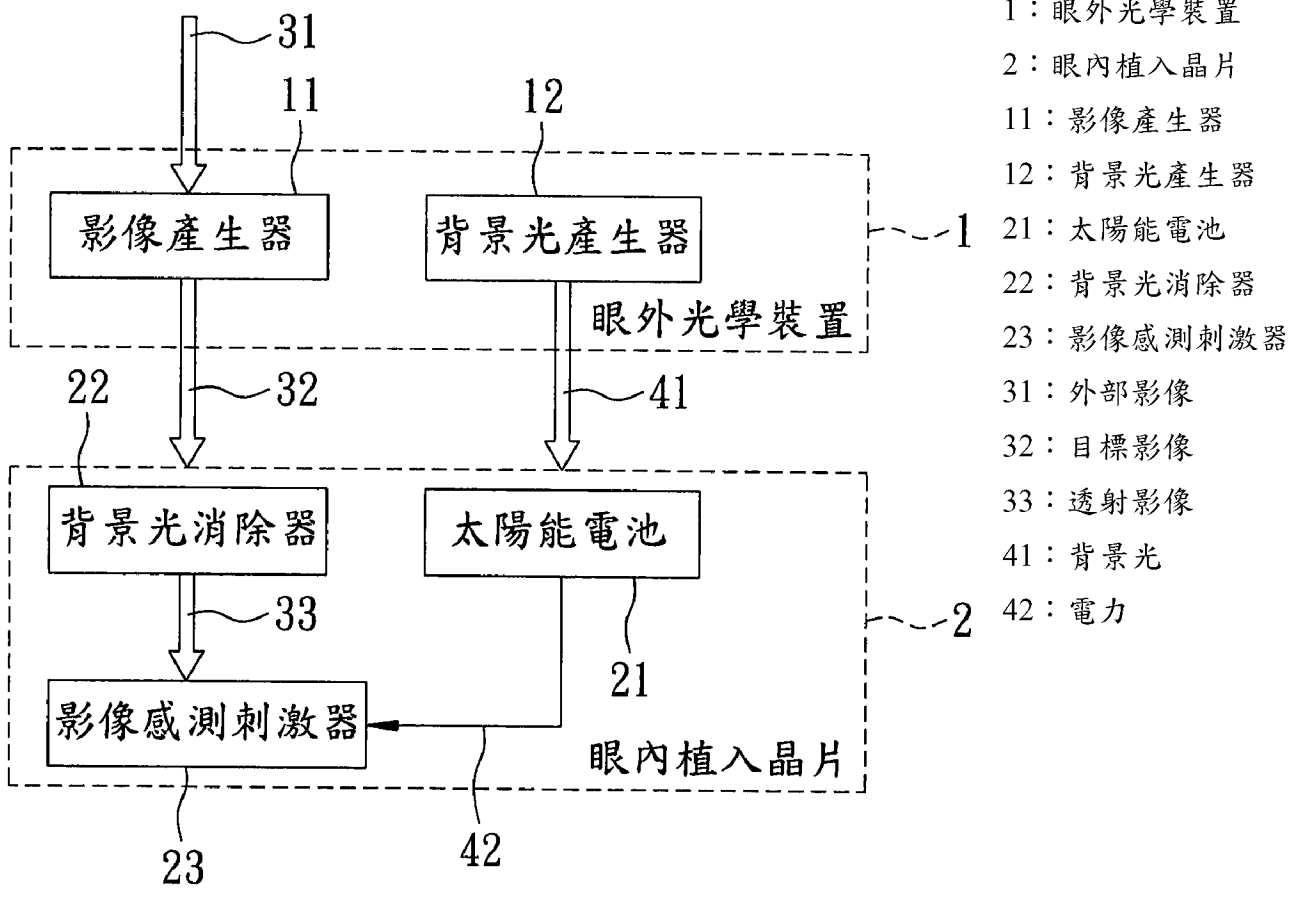 31
11
12
影像產生器
背景光產生器
1
眼外光學裝置
22
32
41
背景光消除器
太陽能電池
33
21
2
影像感測刺激器
眼內植入晶片
23
42
1：眼外光學裝置
2：眼內植入晶片
11：影像產生器
12：背景光產生器
21：太陽能電池
22：背景光消除器
23：影像感測刺激器
31：外部影像
32：目標影像
33：透射影像
41：背景光
42：電力